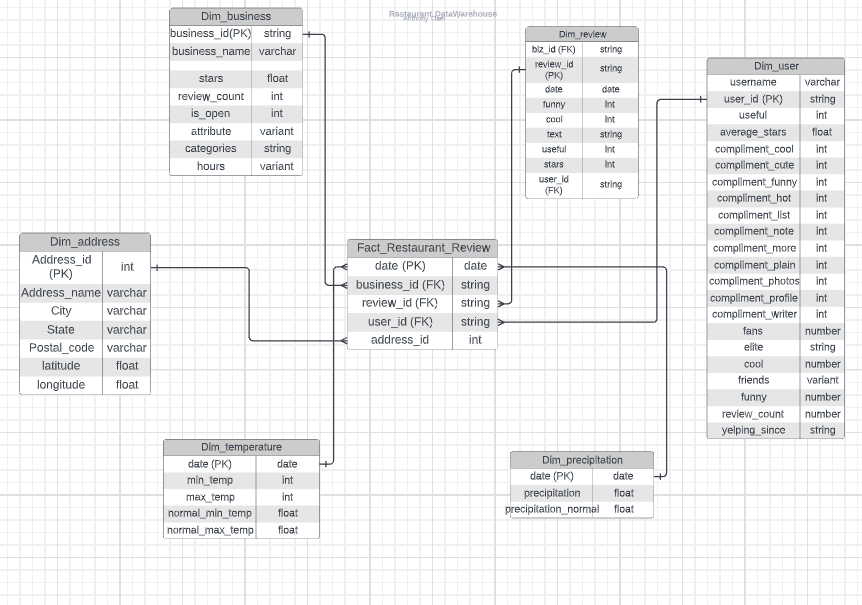 Restaurant DataWarehouse
Dim_business
business_id(PK) string
business_name varchar
stars float
review_count int
is_open int
attribute variant
categories string
hours variant
Dim_review
biz_id (FK) string
review_id (PK) string
date date
funny Int
cool Int
text string
useful Int
stars Int
user_id (FK) string
Dim_user
username varchar
user_id (PK) string
useful int
average_stars float
compliment_cool int
compliment_cute int
compliment_funny int
compliment_hot int
compliment_list int
compliment_note int
compliment_more int
compliment_plain int
compliment_photos int
compliment_profile int
compliment_writer int
fans number
elite string
cool number
friends variant
funny number
review_count number
yelping_since string
Dim_address
Address_id (PK) int
Address_name varchar
City varchar
State varchar
Postal_code varchar
latitude float
longitude float
Fact_Restaurant_Review
date (PK) date
business_id (FK) string
review_id (FK) string
user_id (FK) string
address_id int
Dim_temperature
date (PK) date
min_temp int
max_temp int
normal_min_temp float
normal_max_temp float
Dim_precipitation
date (PK) date
precipitation float
precipitation_normal float